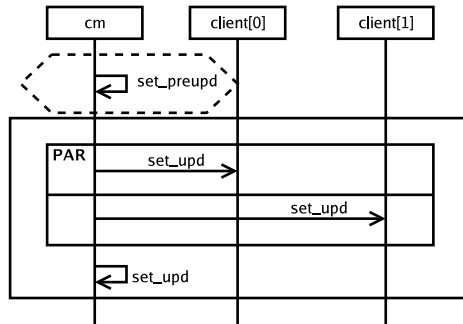 cm client[0] client[1]
set_preupd
PAR
set_upd
set_upd
set_upd